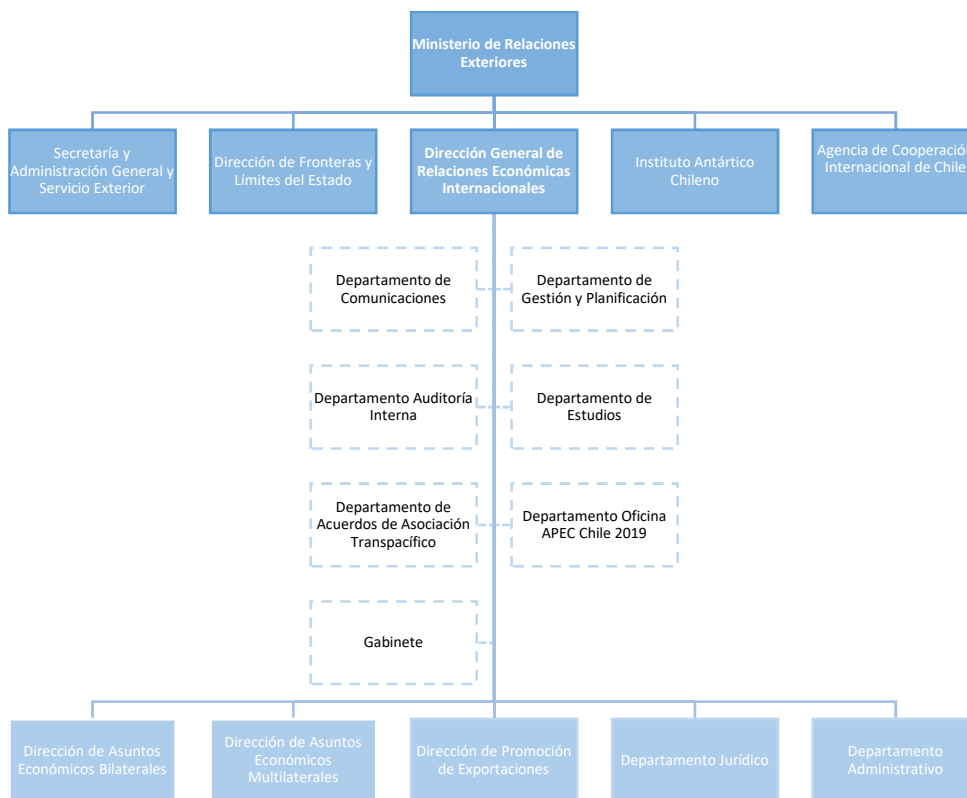 Ministerio de Relaciones
Exteriores
Secretaría y
Administración General y
Servicio Exterior
Dirección de Fronteras y
Límites del Estado
Dirección General de
Relaciones Económicas
Internacionales
Instituto Antártico
Chileno
Agencia de Cooperación
Internacional de Chile
Departamento de
Comunicaciones
Departamento de
Gestión y Planificación
Departamento Auditoría
Interna
Departamento de
Estudios
Departamento de
Acuerdos de Asociación
Transpacífico
Departamento Oficina
APEC Chile 2019
Gabinete
Dirección de Asuntos
Económicos Bilaterales
Dirección de Asuntos
Económicos
Multilaterales
Dirección de Promoción
de Exportaciones
Departamento Jurídico
Departamento
Administrativo